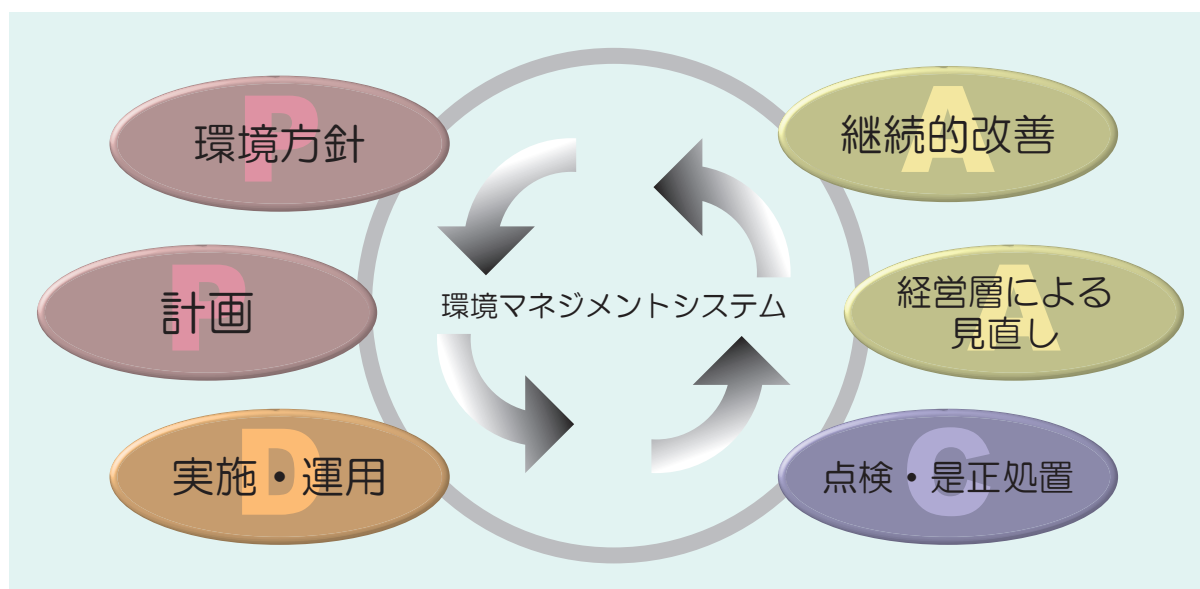 P
環境方針
P
計画
D
実施・運用
環境マネジメントシステム
A
継続的改善
A
経営層による
見直し
C
点検・是正処置